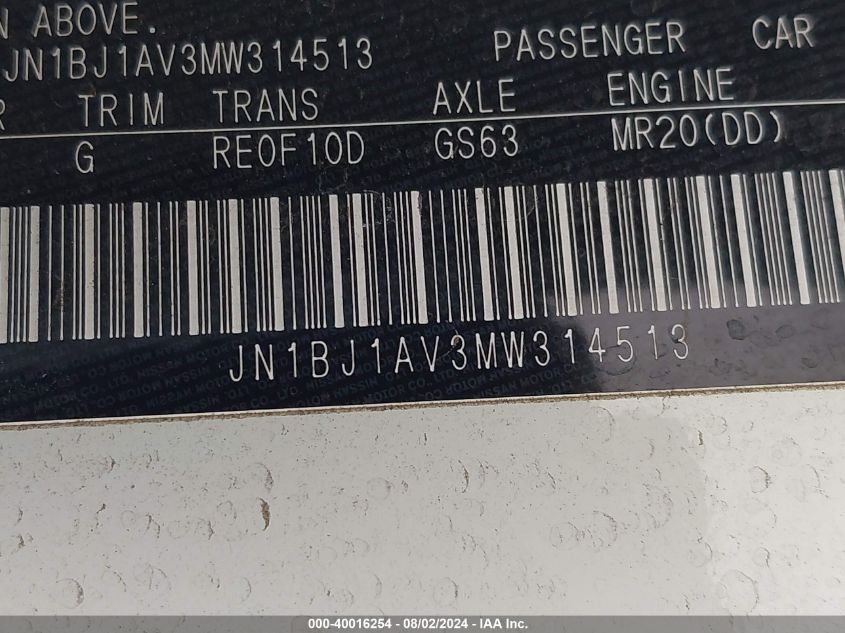 N ABOVE.
JN1BJ1AV3MW314513 PASSENGER CAR
R TRIM TRANS AXLE ENGINE
G RE0F10D GS63 MR20(DD)
JN1BJ1AV3MW314513
000-40016254 - 08/02/2024 - IAA Inc.